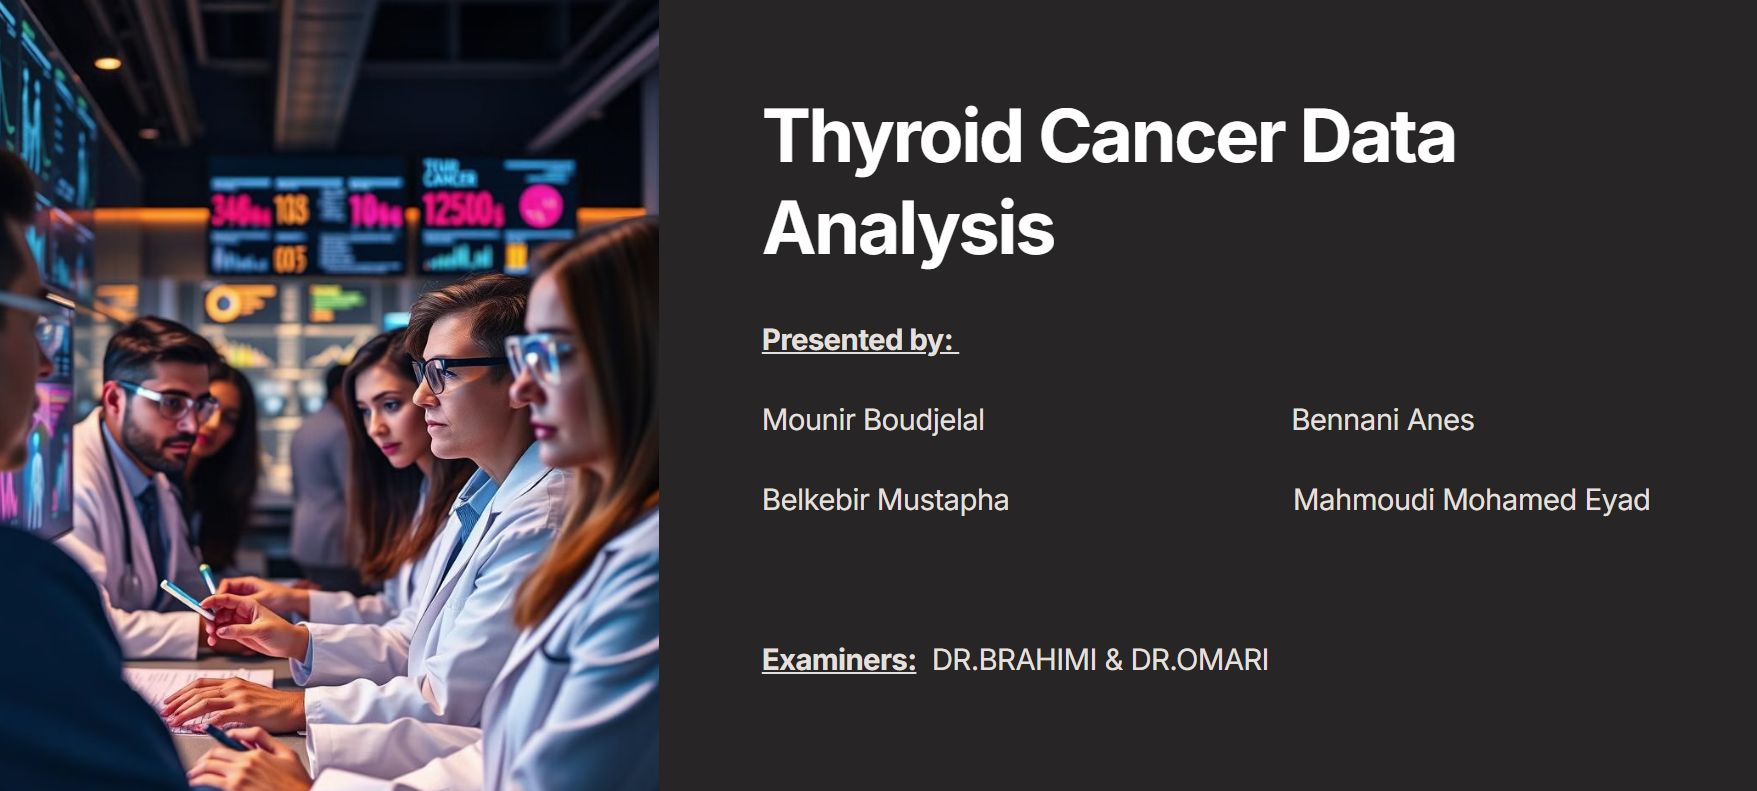 Thyroid Cancer Data
Analysis
Presented by:
Mounir Boudjelal Bennani Anes
Belkebir Mustapha Mahmoudi Mohamed Eyad
Examiners: DR.BRAHIMI & DR.OMARI
CANCER